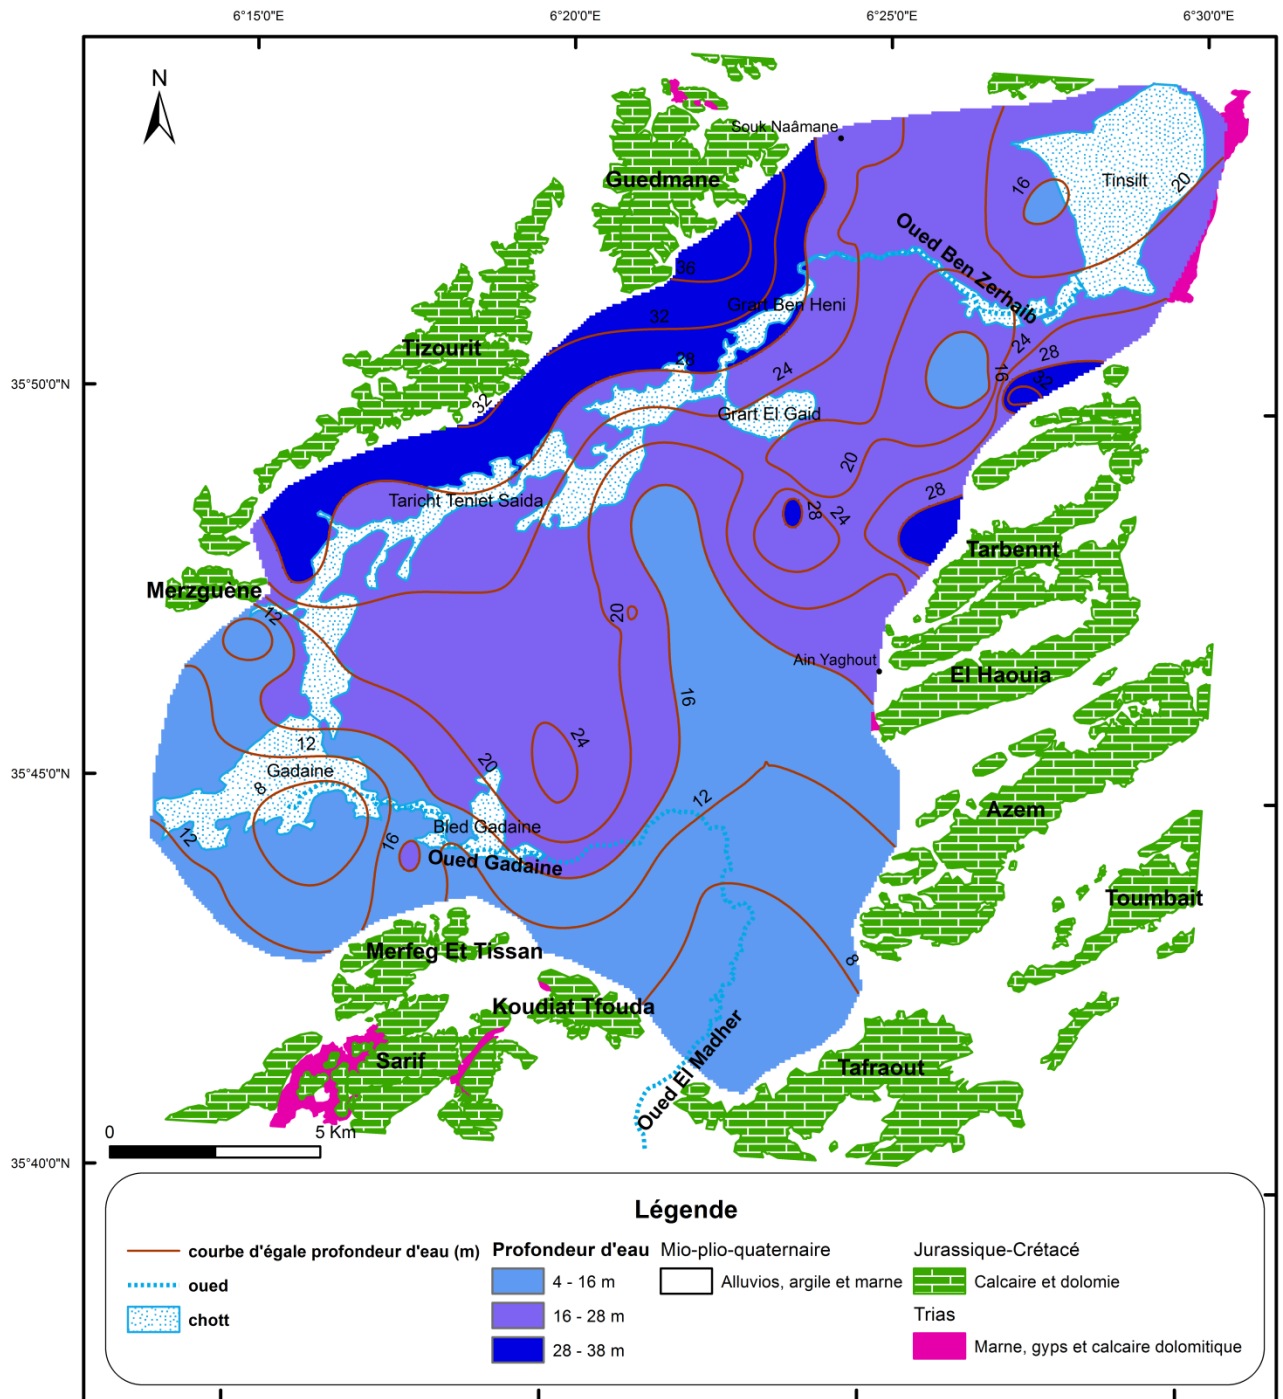 6°15'0"E
6°20'0"E
6°25'0"E
6°30'0"E
N
Souk Naâmane
Guedmane
16
Tinsilt
20
Oued Ben Zerhaib
36
32
Grart Ben Heni
Tizourit
35°50'0"N
28
24
24
28
16
32
32
Grart El Gaid
20
28
Taricht Teniet Saida
28
24
Tarbennt
Merzguène
12
20
Ain Yaghout
El Haouia
16
24
12
20
35°45'0"N
Gadaine
8
12
Azem
12
16
Bled Gadaine
Oued Gadaine
Toumbait
Merfeg Et Tissan
8
Koudiat Tfouda
Sarif
Oued El Madher
Tafraout
0
5 Km
35°40'0"N
Légende
courbe d'égale profondeur d'eau (m)
oued
chott
Profondeur d'eau
4 - 16 m
16 - 28 m
28 - 38 m
Mio-plio-quaternaire
Alluvios, argile et marne
Jurassique-Crétacé
Calcaire et dolomie
Trias
Marne, gyps et calcaire dolomitique